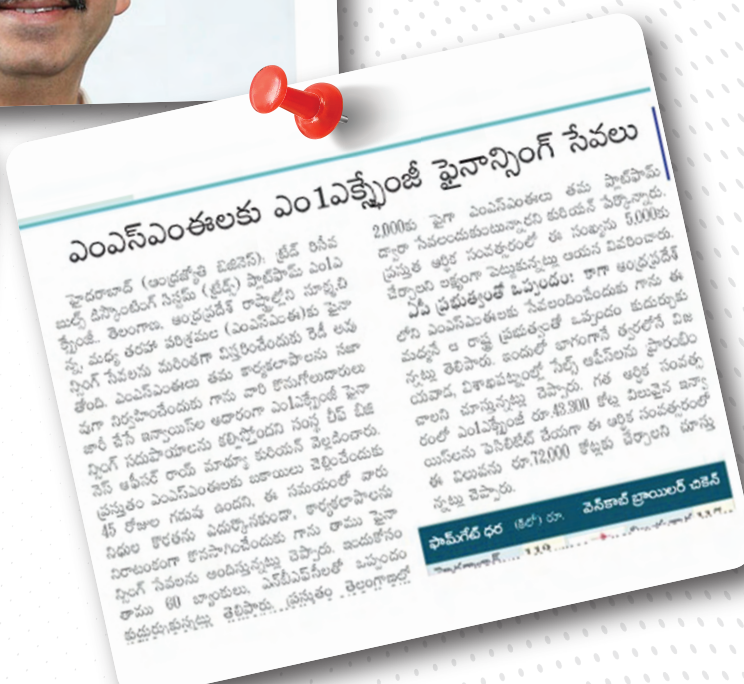 ఎంఎస్ఎంఈలకు ఎం1ఎక్స్ఛేంజీ ఫైనాన్సింగ్ సేవలు
హైదరాబాద్ (ఆంధ్రజ్యోతి బిజినెస్): ట్రేడ్ రిసీవ
బుల్స్ డిస్కౌంటింగ్ సిస్టమ్ (ట్రెడ్స్) ప్లాట్‌ఫామ్ ఎం1ఎ
క్స్ఛేంజీ.. తెలంగాణ, ఆంధ్రప్రదేశ్ రాష్ట్రాల్లోని సూక్ష్మ,చి
న్న, మధ్య తరహా పరిశ్రమల (ఎంఎస్ఎంఈ)కు ఫైనా
న్సింగ్ సేవలను మరింతగా విస్తరించేందుకు రెడీ అవు
తోంది. ఎంఎస్ఎంఈలు తమ కార్యకలాపాలను సజా
వుగా నిర్వహించేందుకు గాను వారి కొనుగోలుదారులు
జారీ చేసే ఇన్వాయిస్‌ల ఆధారంగా ఎం1ఎక్స్ఛేంజీ ఫైనా
న్సింగ్ సదుపాయాలను కల్పిస్తోందని సంస్థ చీఫ్ బిజి
నెస్ ఆఫీసర్ రాయ్ మాథ్యూ కురియన్ వెల్లడించారు.
ప్రస్తుతం ఎంఎస్ఎంఈలకు బకాయిలు చెల్లించేందుకు
45 రోజుల గడువు ఉందని, ఈ సమయంలో వారు
నిధుల కొరతను ఎదుర్కొనకుండా, కార్యకలాపాలను
నిరాటంకంగా కొనసాగించేందుకు గాను తాము ఫైనా
న్సింగ్ సేవలను అందిస్తున్నట్లు చెప్పారు. ఇందుకోసం
తాము 60 బ్యాంకులు, ఎన్‌బీఎఫ్‌సీలతో ఒప్పందం
కుదుర్చుకున్నట్లు తెలిపారు. ప్రస్తుతం తెలంగాణలో
2,000కు పైగా ఎంఎస్ఎంఈలు తమ ప్లాట్‌ఫామ్
ద్వారా సేవలందుకుంటున్నారని కురియన్ పేర్కొన్నారు.
ప్రస్తుత ఆర్థిక సంవత్సరంలో ఈ సంఖ్యను 5,000కు
చేర్చాలని లక్ష్యంగా పెట్టుకున్నట్లు ఆయన వివరించారు.
ఏపీ ప్రభుత్వంతో ఒప్పందం: కాగా ఆంధ్రప్రదేశ్
లోని ఎంఎస్ఎంఈలకు సేవలందించేందుకు గాను ఈ
మధ్యనే ఆ రాష్ట్ర ప్రభుత్వంతో ఒప్పందం కుదుర్చుకు
న్నట్లు తెలిపారు. ఇందులో భాగంగానే త్వరలోనే విజ
యవాడ, విశాఖపట్నంల్లో సేల్స్ ఆఫీస్‌లను ప్రారంభిం
చాలని చూస్తున్నట్లు చెప్పారు. గత ఆర్థిక సంవత్స
రంలో ఎం1ఎక్స్ఛేంజీ రూ.43,300 కోట్ల విలువైన ఇన్వా
యిస్‌లను ఫెసిలిటేట్ చేయగా ఈ ఆర్థిక సంవత్సరంలో
ఈ విలువను రూ.72,000 కోట్లకు చేర్చాలని చూస్తు
న్నట్లు చెప్పారు.
ఫామ్‌గేట్ ధర (కిలో) రూ. వెన్‌కాబ్ బ్రాయిలర్ చికెన్